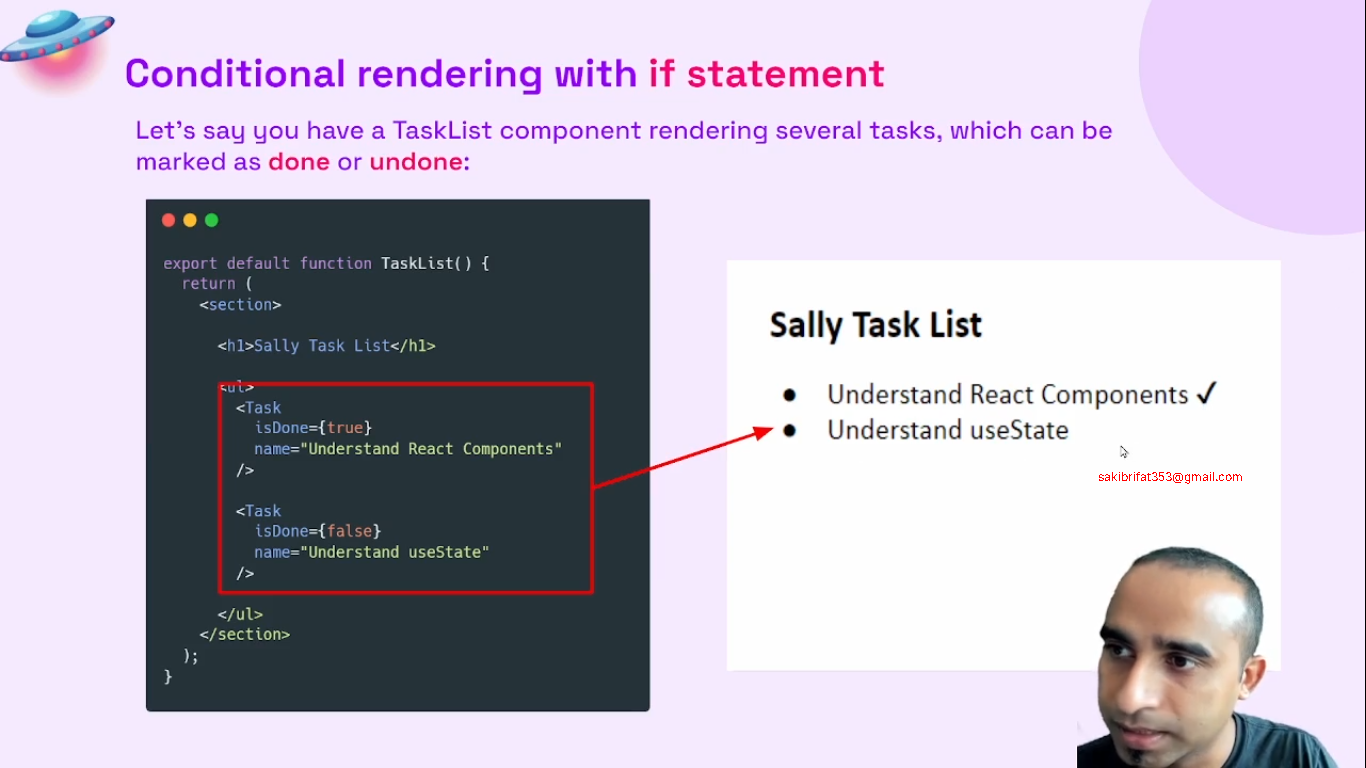 Conditional rendering with if statement
Let's say you have a TaskList component rendering several tasks, which can be
marked as done or undone:
export default function TaskList() {
  return (
    <section>
      <h1>Sally Task List</h1>
      <ul>
        <Task
          isDone={true}
          name="Understand React Components"
        />
        <Task
          isDone={false}
          name="Understand useState"
        />
      </ul>
    </section>
  );
}
Sally Task List
● Understand React Components ✓
● Understand useState
sakibrifat353@gmail.com